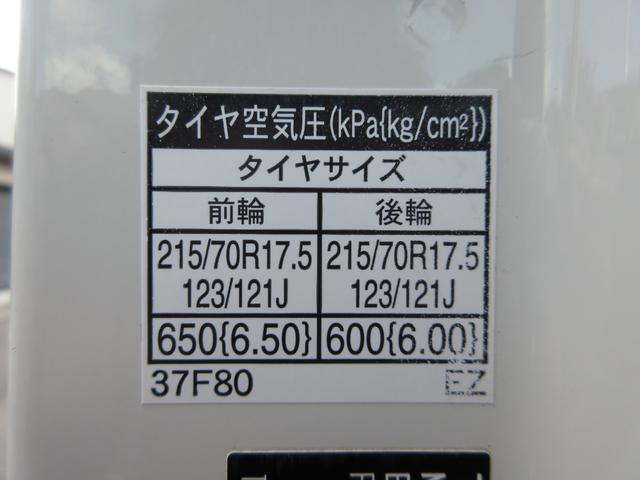 タイヤ空気圧(kPa{kg/cm²})
タイヤサイズ
前輪 後輪
215/70R17.5 215/70R17.5
123/121J 123/121J
650{6.50} 600{6.00}
37F80 EZ